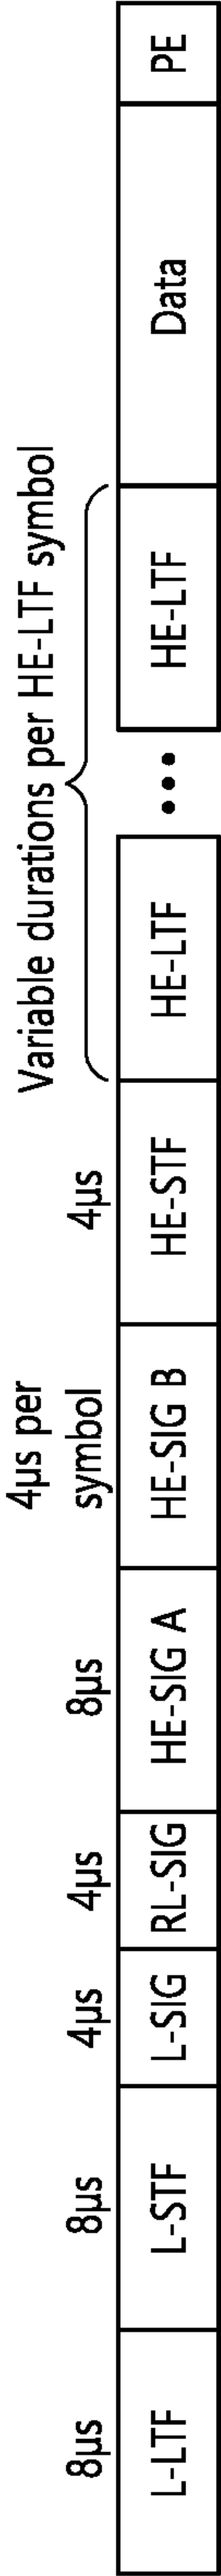 Variable durations per HE-LTF symbol
4µs per
symbol
8µs
8µs
4µs
4µs
8µs
4µs
L-LTF
L-STF
L-SIG
RL-SIG
HE-SIG A
HE-SIG B
HE-STF
HE-LTF
•••
HE-LTF
Data
PE